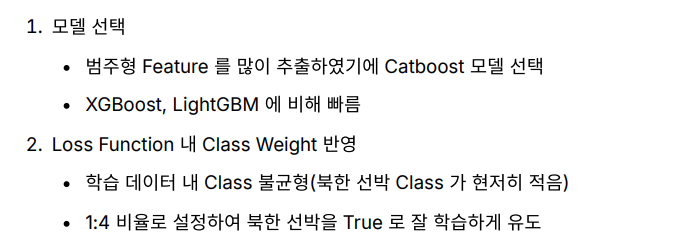 1. 모델 선택
• 범주형 Feature 를 많이 추출하였기에 Catboost 모델 선택
• XGBoost, LightGBM 에 비해 빠름
2. Loss Function 내 Class Weight 반영
• 학습 데이터 내 Class 불균형(북한 선박 Class 가 현저히 적음)
• 1:4 비율로 설정하여 북한 선박을 True 로 잘 학습하게 유도